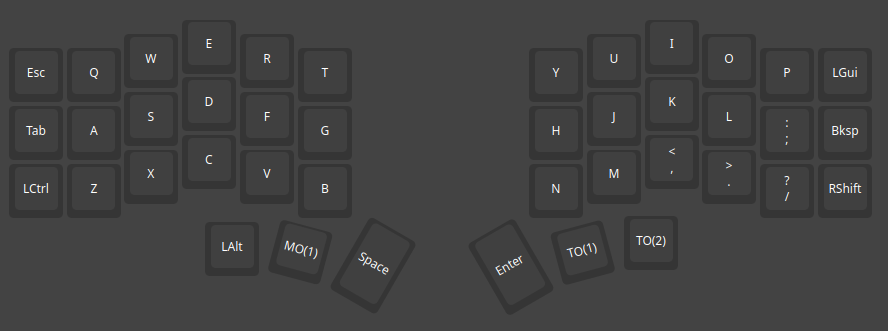 Esc Q W E R T Y U I O P LGui
Tab A S D F G H J K L : Bksp
;
LCtrl Z X C V B N M < > ? RShift
, . /
LAlt MO(1) Space Enter TO(1) TO(2)